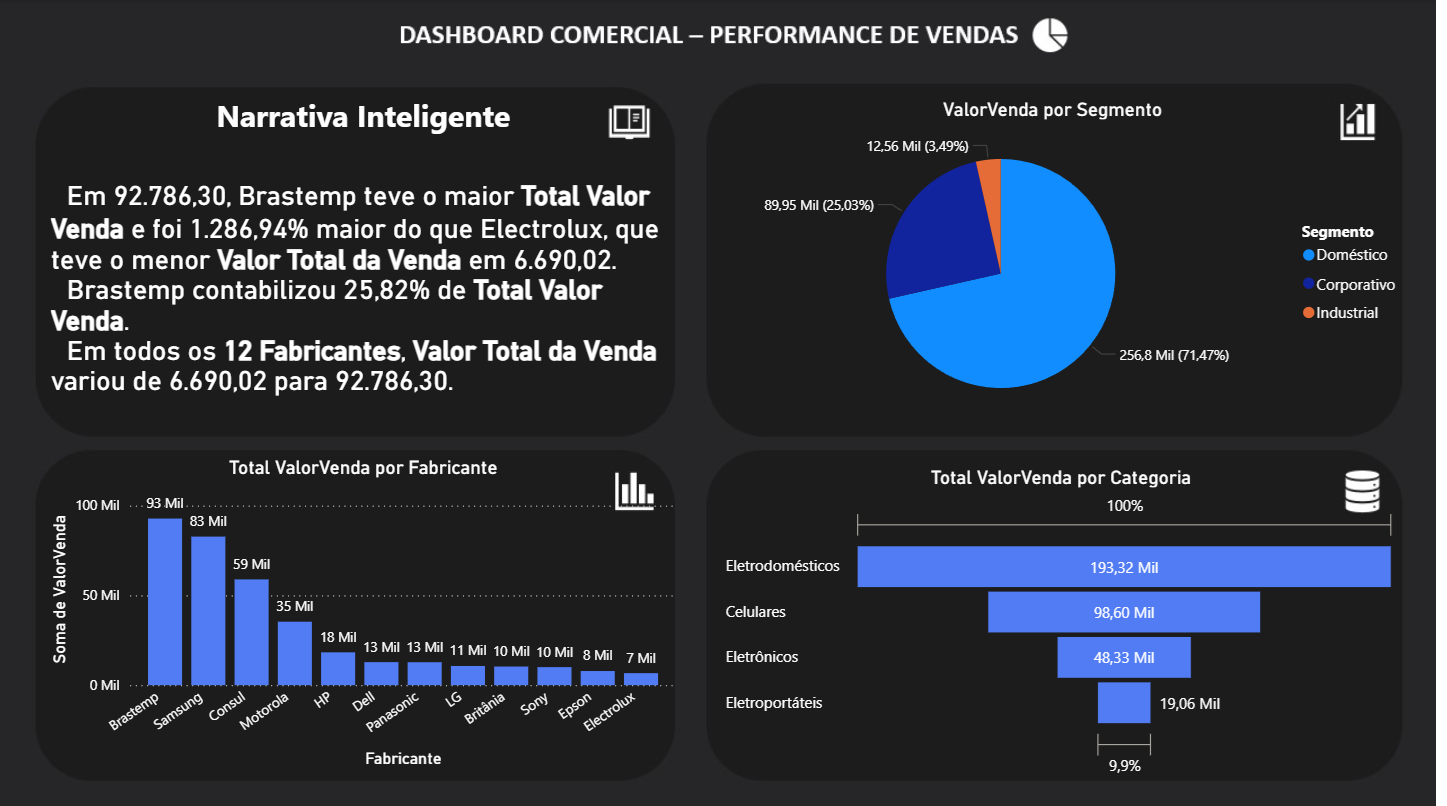 DASHBOARD COMERCIAL – PERFORMANCE DE VENDAS
Narrativa Inteligente
Em 92.786,30, Brastemp teve o maior Total Valor
Venda e foi 1.286,94% maior do que Electrolux, que
teve o menor Valor Total da Venda em 6.690,02.
Brastemp contabilizou 25,82% de Total Valor
Venda.
Em todos os 12 Fabricantes, Valor Total da Venda
variou de 6.690,02 para 92.786,30.
ValorVenda por Segmento
12,56 Mil (3,49%)
89,95 Mil (25,03%)
256,8 Mil (71,47%)
Segmento
Doméstico
Corporativo
Industrial
Total ValorVenda por Fabricante
Soma de ValorVenda
100 Mil
50 Mil
0 Mil
93 Mil
83 Mil
59 Mil
35 Mil
18 Mil
13 Mil
13 Mil
11 Mil
10 Mil
10 Mil
8 Mil
7 Mil
Brastemp
Samsung
Consul
Motorola
HP
Dell
Panasonic
LG
Britânia
Sony
Epson
Electrolux
Fabricante
Total ValorVenda por Categoria
100%
Eletrodomésticos
193,32 Mil
Celulares
98,60 Mil
Eletrônicos
48,33 Mil
Eletroportáteis
19,06 Mil
9,9%